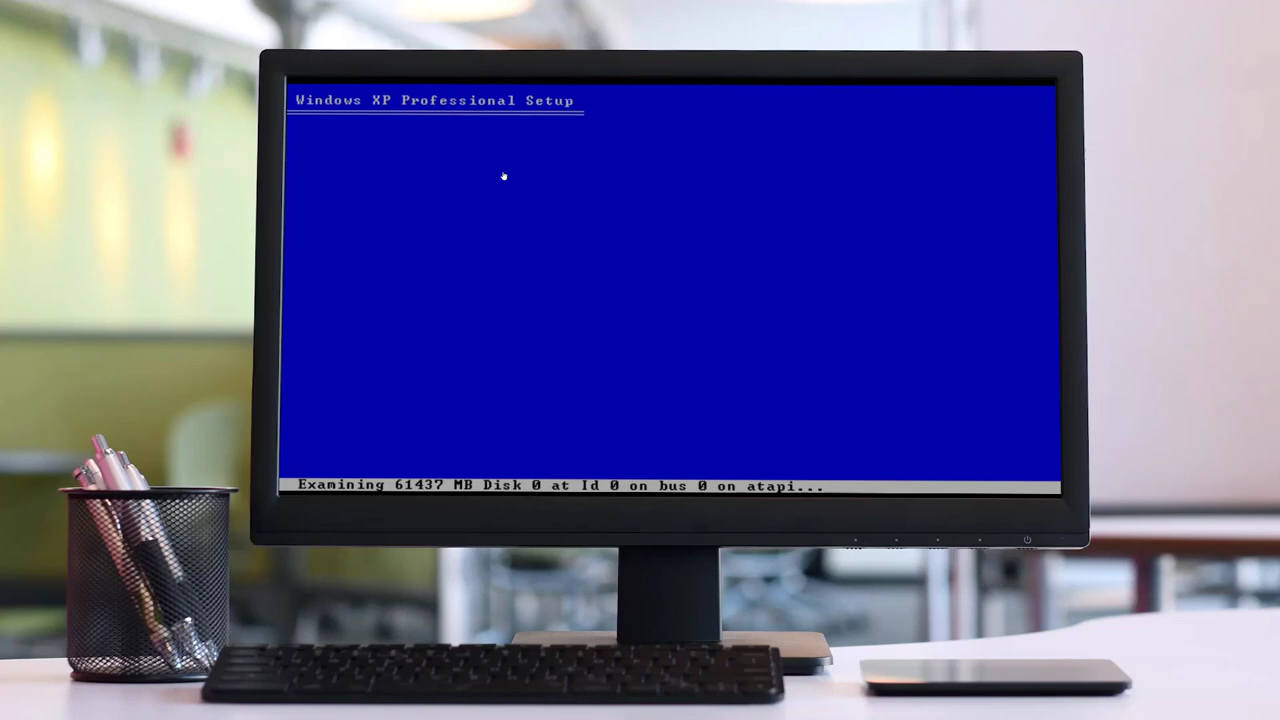 Windows XP Professional Setup
Examining 61437 MB Disk 0 at Id 0 on bus 0 on atapi...